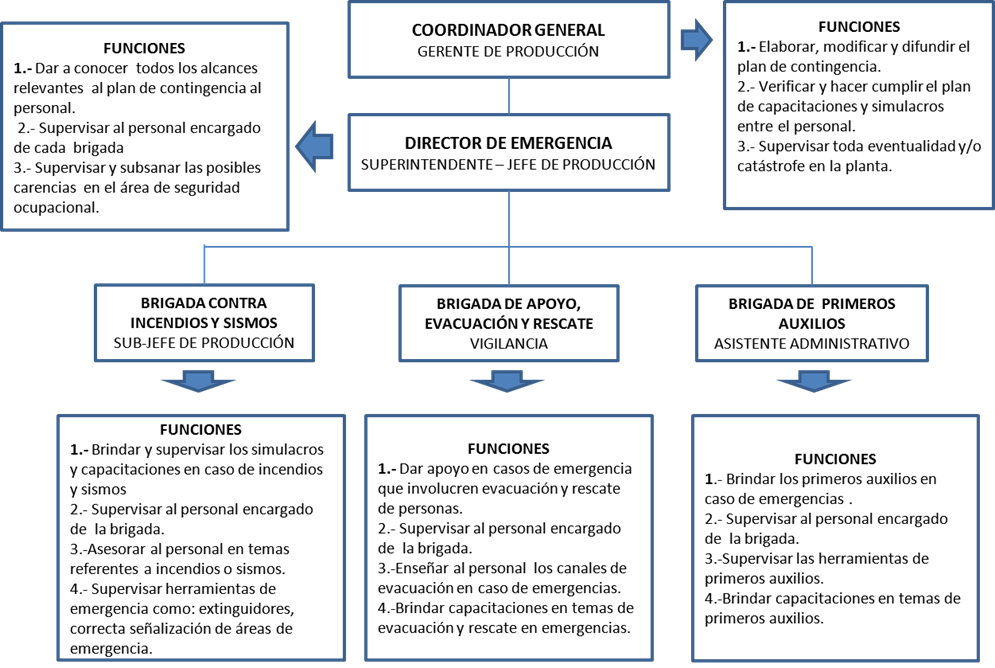 COORDINADOR GENERAL
GERENTE DE PRODUCCIÓN
FUNCIONES
1.- Elaborar, modificar y difundir el
plan de contingencia.
2.- Verificar y hacer cumplir el plan
de capacitaciones y simulacros
entre el personal.
3.- Supervisar toda eventualidad y/o
catástrofe en la planta.
DIRECTOR DE EMERGENCIA
SUPERINTENDENTE – JEFE DE PRODUCCIÓN
FUNCIONES
1.- Dar a conocer todos los alcances
relevantes al plan de contingencia al
personal.
2.- Supervisar al personal encargado
de cada brigada
3.- Supervisar y subsanar las posibles
carencias en el área de seguridad
ocupacional.
BRIGADA CONTRA
INCENDIOS Y SISMOS
SUB-JEFE DE PRODUCCIÓN
FUNCIONES
1.- Brindar y supervisar los simulacros
y capacitaciones en caso de incendios
y sismos
2.- Supervisar al personal encargado
de la brigada.
3.-Asesorar al personal en temas
referentes a incendios o sismos.
4.- Supervisar herramientas de
emergencia como: extinguidores,
correcta señalización de áreas de
emergencia.
BRIGADA DE APOYO,
EVACUACIÓN Y RESCATE
VIGILANCIA
FUNCIONES
1.- Dar apoyo en casos de emergencia
que involucren evacuación y rescate
de personas.
2.- Supervisar al personal encargado
de la brigada.
3.-Enseñar al personal los canales de
evacuación en caso de emergencias.
4.-Brindar capacitaciones en temas de
evacuación y rescate en emergencias.
BRIGADA DE PRIMEROS
AUXILIOS
ASISTENTE ADMINISTRATIVO
FUNCIONES
1.- Brindar los primeros auxilios en
caso de emergencias .
2.- Supervisar al personal encargado
de la brigada.
3.-Supervisar las herramientas de
primeros auxilios.
4.-Brindar capacitaciones en temas de
primeros auxilios.